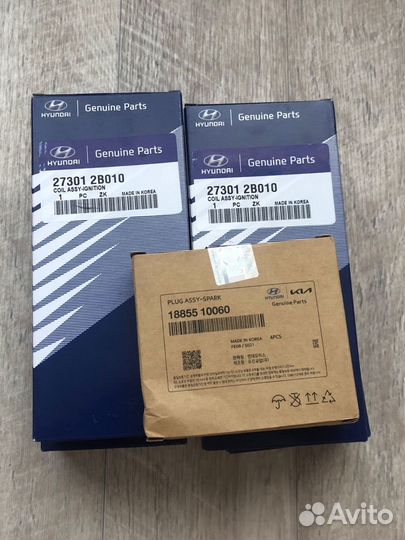 HYUNDAI
Genuine Parts
HYUNDAI
Genuine Parts
HYUNDAI
Genuine Parts
27301 2B010
COIL ASSY-IGNITION
1 PC ZK MADE IN KOREA
HYUNDAI
Genuine Parts
27301 2B010
COIL ASSY-IGNITION
1 PC ZK MADE IN KOREA
PLUG ASSY-SPARK
18855 10060
HYUNDAI
KIA
Genuine Parts
MADE IN KOREA 4PCS
Avito